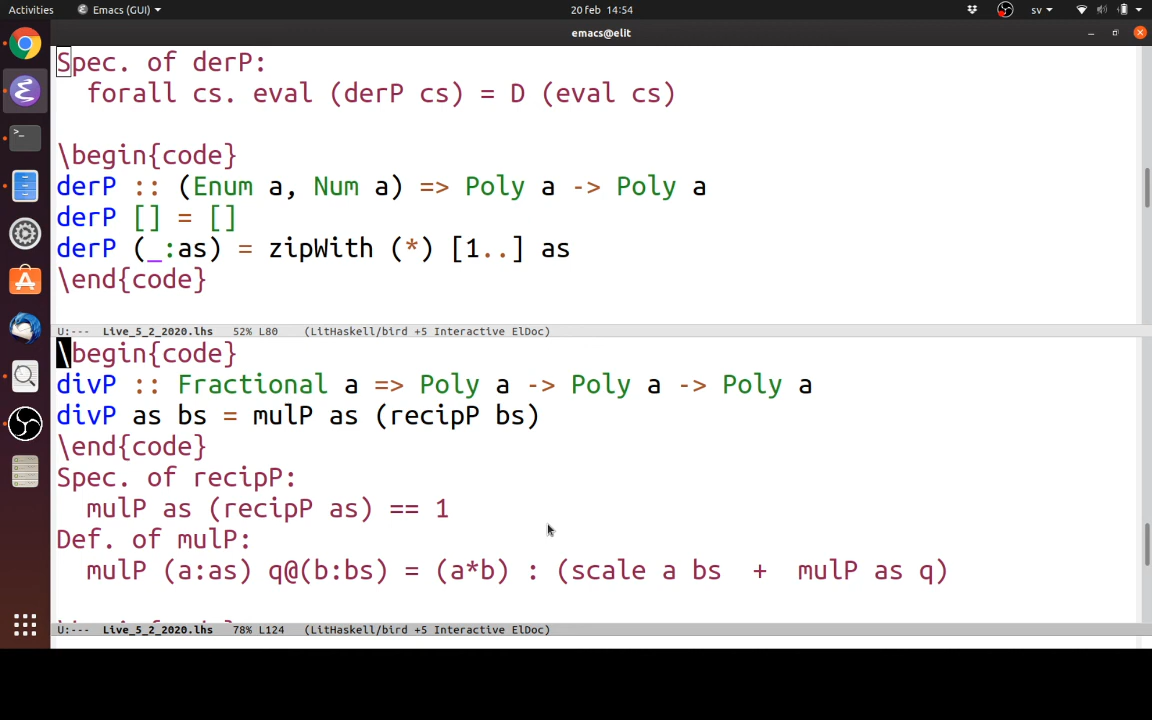 Activities
Emacs (GUI)
20 feb 14:54
sv
emacs@elit
Spec. of derP:
forall cs. eval (derP cs) = D (eval cs)
\begin{code}
derP :: (Enum a, Num a) => Poly a -> Poly a
derP [] = []
derP (_:as) = zipWith (*) [1..] as
\end{code}
U:--- Live_5_2_2020.lhs 52% L80 (LitHaskell/bird +5 Interactive ElDoc)
\begin{code}
divP :: Fractional a => Poly a -> Poly a -> Poly a
divP as bs = mulP as (recipP bs)
\end{code}
Spec. of recipP:
mulP as (recipP as) == 1
Def. of mulP:
mulP (a:as) q@(b:bs) = (a*b) : (scale a bs + mulP as q)
U:--- Live_5_2_2020.lhs 78% L124 (LitHaskell/bird +5 Interactive ElDoc)